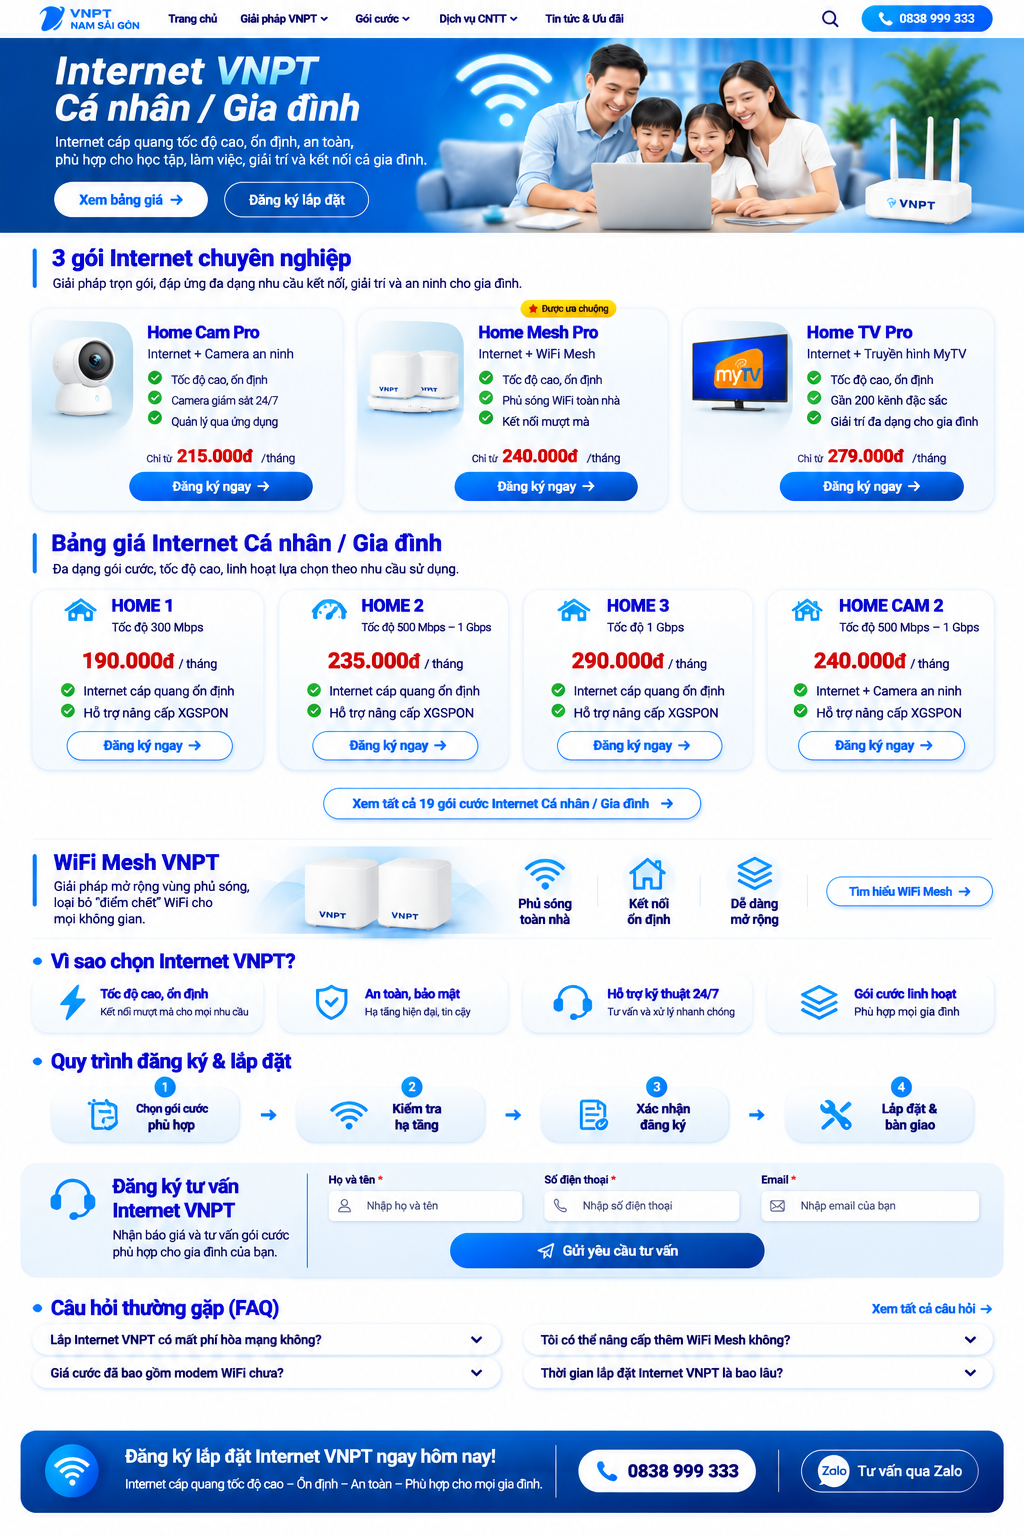 VNPT
NAM SÀI GÒN
Trang chủ
Giải pháp VNPT
Gói cước
Dịch vụ CNTT
Tin tức & Ưu đãi
0838 999 333
Internet VNPT
Cá nhân / Gia đình
Internet cáp quang tốc độ cao, ổn định, an toàn,
phù hợp cho học tập, làm việc, giải trí và kết nối cả gia đình.
Xem bảng giá →
Đăng ký lắp đặt
VNPT
3 gói Internet chuyên nghiệp
Giải pháp trọn gói, đáp ứng đa dạng nhu cầu kết nối, giải trí và an ninh cho gia đình.
Home Cam Pro
Internet + Camera an ninh
Tốc độ cao, ổn định
Camera giám sát 24/7
Quản lý qua ứng dụng
Chỉ từ 215.000đ /tháng
Đăng ký ngay →
Được ưa chuộng
VNPT
VNPT
Home Mesh Pro
Internet + WiFi Mesh
Tốc độ cao, ổn định
Phủ sóng WiFi toàn nhà
Kết nối mượt mà
Chỉ từ 240.000đ /tháng
Đăng ký ngay →
myTV
Home TV Pro
Internet + Truyền hình MyTV
Tốc độ cao, ổn định
Gần 200 kênh đặc sắc
Giải trí đa dạng cho gia đình
Chỉ từ 279.000đ /tháng
Đăng ký ngay →
Bảng giá Internet Cá nhân / Gia đình
Đa dạng gói cước, tốc độ cao, linh hoạt lựa chọn theo nhu cầu sử dụng.
HOME 1
Tốc độ 300 Mbps
190.000đ / tháng
Internet cáp quang ổn định
Hỗ trợ nâng cấp XGSPON
Đăng ký ngay →
HOME 2
Tốc độ 500 Mbps – 1 Gbps
235.000đ / tháng
Internet cáp quang ổn định
Hỗ trợ nâng cấp XGSPON
Đăng ký ngay →
HOME 3
Tốc độ 1 Gbps
290.000đ / tháng
Internet cáp quang ổn định
Hỗ trợ nâng cấp XGSPON
Đăng ký ngay →
HOME CAM 2
Tốc độ 500 Mbps – 1 Gbps
240.000đ / tháng
Internet + Camera an ninh
Hỗ trợ nâng cấp XGSPON
Đăng ký ngay →
Xem tất cả 19 gói cước Internet Cá nhân / Gia đình →
WiFi Mesh VNPT
Giải pháp mở rộng vùng phủ sóng,
loại bỏ “điểm chết” WiFi cho
mọi không gian.
VNPT
VNPT
Phủ sóng
toàn nhà
Kết nối
ổn định
Dễ dàng
mở rộng
Tìm hiểu WiFi Mesh →
Vì sao chọn Internet VNPT?
Tốc độ cao, ổn định
Kết nối mượt mà cho mọi nhu cầu
An toàn, bảo mật
Hạ tầng hiện đại, tin cậy
Hỗ trợ kỹ thuật 24/7
Tư vấn và xử lý nhanh chóng
Gói cước linh hoạt
Phù hợp mọi gia đình
Quy trình đăng ký & lắp đặt
1
Chọn gói cước
phù hợp
→
2
Kiểm tra
hạ tầng
→
3
Xác nhận
đăng ký
→
4
Lắp đặt &
bàn giao
Đăng ký tư vấn
Internet VNPT
Nhận báo giá và tư vấn gói cước
phù hợp cho gia đình của bạn.
Họ và tên *
Nhập họ và tên
Số điện thoại *
Nhập số điện thoại
Email *
Nhập email của bạn
Gửi yêu cầu tư vấn
Câu hỏi thường gặp (FAQ)
Xem tất cả câu hỏi →
Lắp Internet VNPT có mất phí hòa mạng không?
Tôi có thể nâng cấp thêm WiFi Mesh không?
Giá cước đã bao gồm modem WiFi chưa?
Thời gian lắp đặt Internet VNPT là bao lâu?
Đăng ký lắp đặt Internet VNPT ngay hôm nay!
Internet cáp quang tốc độ cao – Ổn định – An toàn – Phù hợp cho mọi gia đình.
0838 999 333
Zalo
Tư vấn qua Zalo